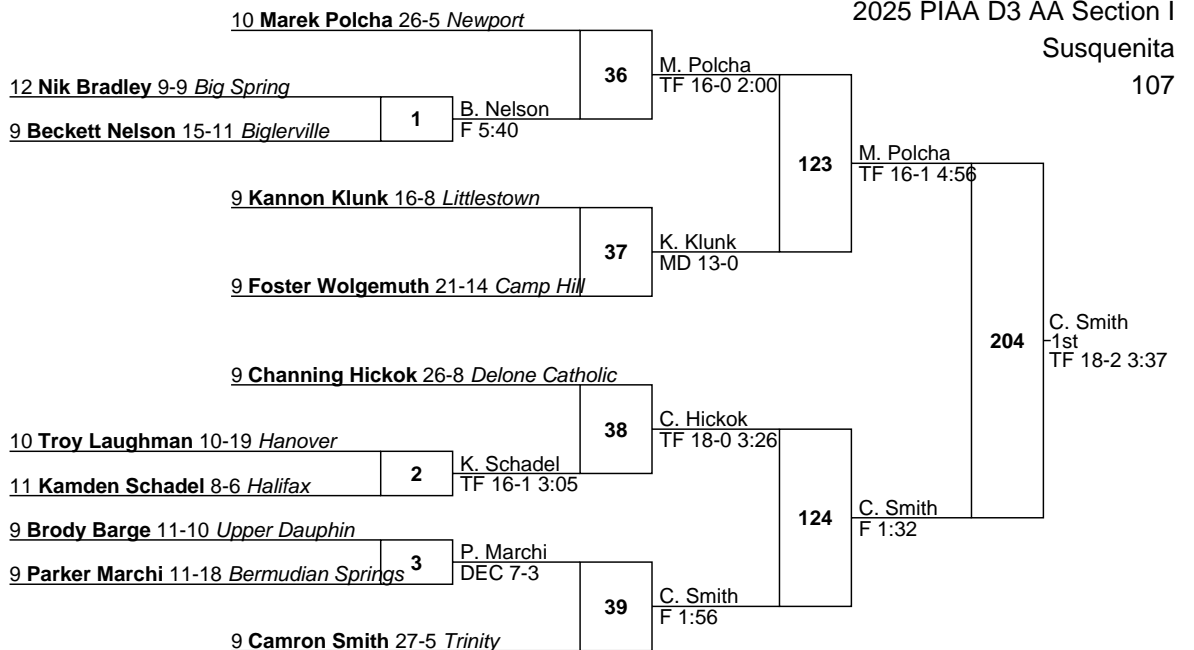 2025 PIAA D3 AA Section I
Susquenita
107
10 Marek Polcha 26-5 Newport
36
M. Polcha
TF 16-0 2:00
12 Nik Bradley 9-9 Big Spring
1
B. Nelson
F 5:40
9 Beckett Nelson 15-11 Biglerville
123
M. Polcha
TF 16-1 4:56
9 Kannon Klunk 16-8 Littlestown
37
K. Klunk
MD 13-0
9 Foster Wolgemuth 21-14 Camp Hill
204
C. Smith
1st
TF 18-2 3:37
9 Channing Hickok 26-8 Delone Catholic
38
C. Hickok
TF 18-0 3:26
10 Troy Laughman 10-19 Hanover
2
K. Schadel
TF 16-1 3:05
11 Kamden Schadel 8-6 Halifax
124
C. Smith
F 1:32
9 Brody Barge 11-10 Upper Dauphin
3
P. Marchi
DEC 7-3
9 Parker Marchi 11-18 Bermudian Springs
39
C. Smith
F 1:56
9 Camron Smith 27-5 Trinity